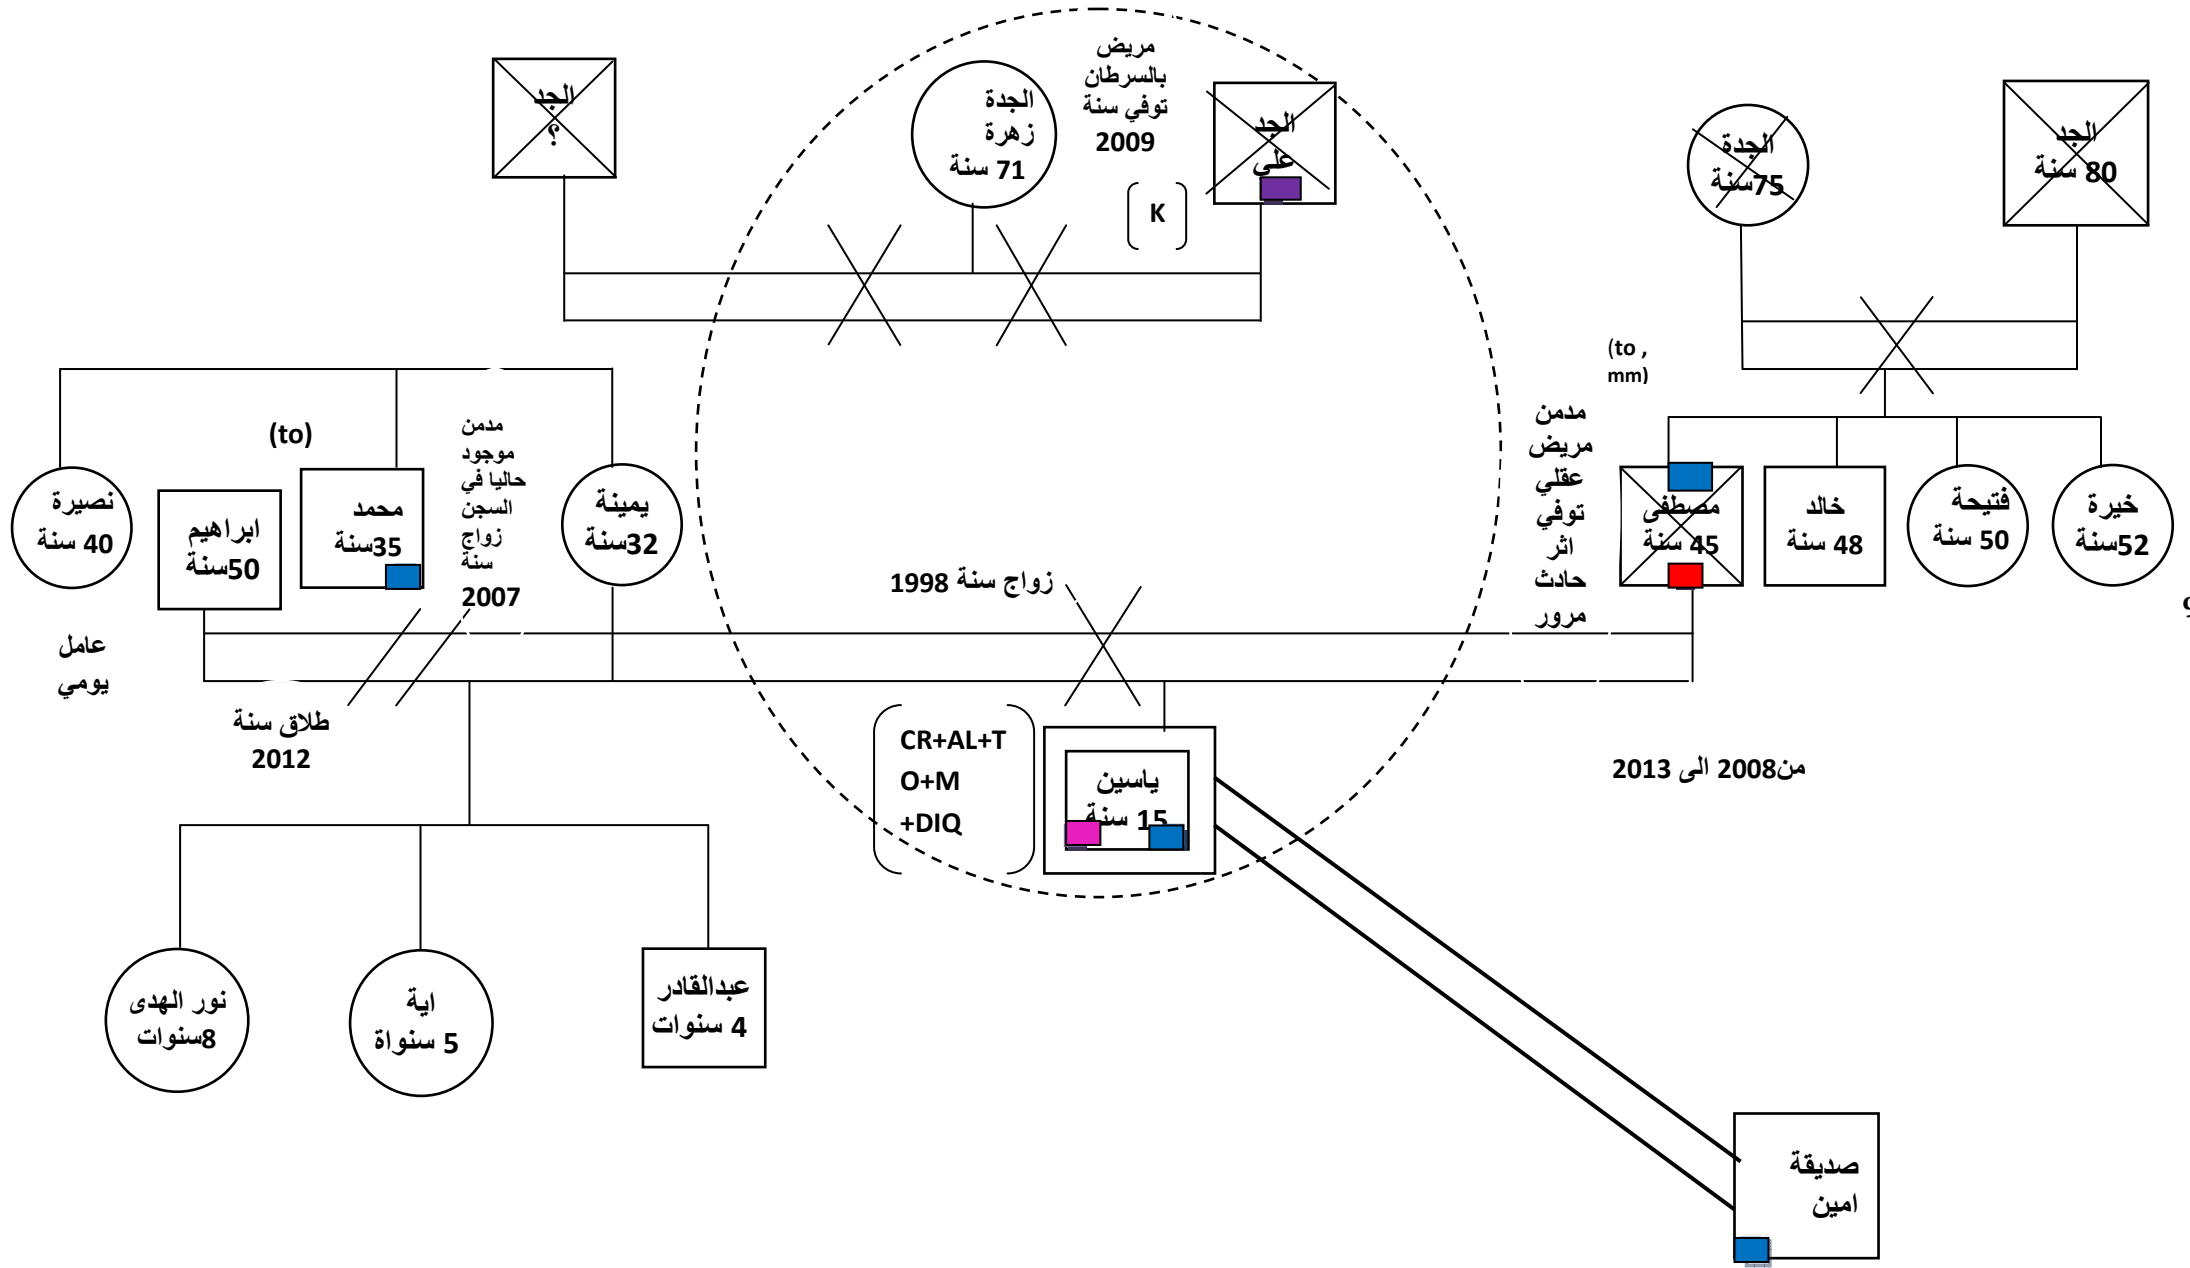 الجد
؟
الجدة
زهرة
71 سنة
مريض
بالسرطان
توفي سنة
2009
K
الجد
علي
الجدة
75سنة
الجد
80 سنة
(to ,
mm)
مدمن
مريض
عقلي
توفي
اثر
حادث
مرور
مصطفى
45 سنة
خالد
48 سنة
فتيحة
50 سنة
خيرة
52سنة
(to)
نصيرة
40 سنة
ابراهيم
50سنة
محمد
35سنة
مدمن
موجود
حاليا في
السجن
زواج
سنة
2007
يمينة
32سنة
زواج سنة 1998
عامل
يومي
طلاق سنة
2012
CR+AL+T
O+M
+DIQ
ياسين
15 سنة
من2008 الى 2013
نور الهدى
8سنوات
اية
5 سنواة
عبدالقادر
4 سنوات
صديقة
امين